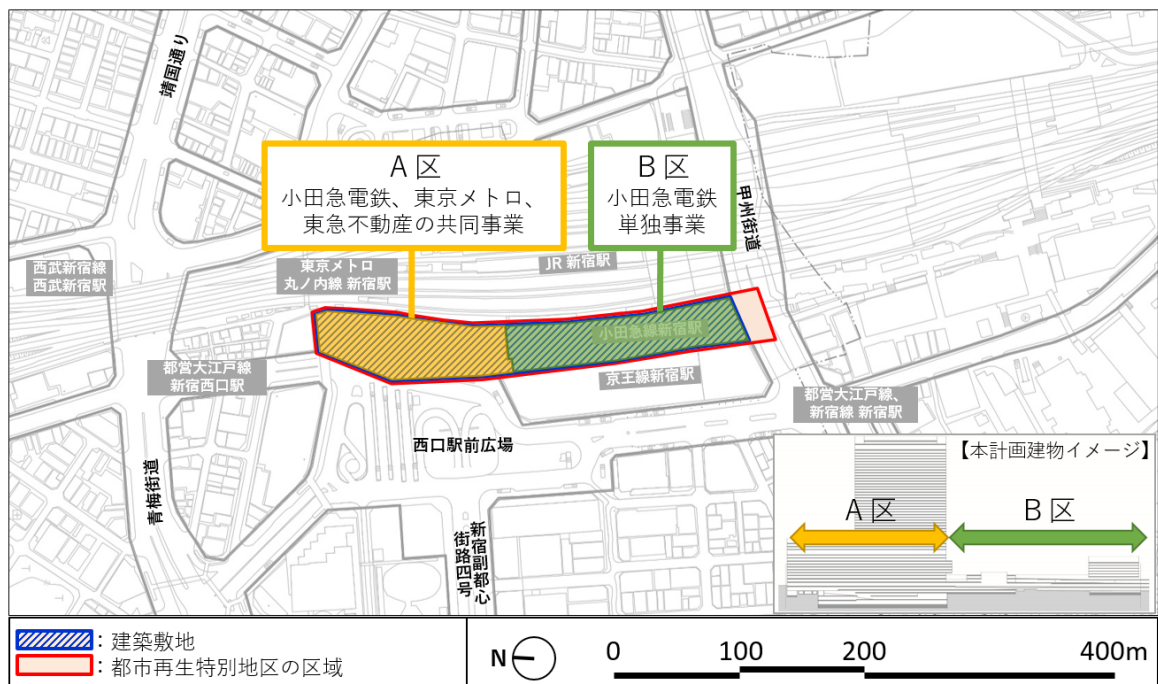 靖国通り
A区
小田急電鉄、東京メトロ、
東急不動産の共同事業
B区
小田急電鉄
単独事業
甲州街道
西武新宿線
西武新宿駅
東京メトロ
丸ノ内線 新宿駅
JR 新宿駅
小田急線新宿駅
都営大江戸線
新宿西口駅
京王線新宿駅
都営大江戸線、
新宿線 新宿駅
西口駅前広場
青梅街道
新宿副都心
街路四号
【本計画建物イメージ】
A区
B区
：建築敷地
：都市再生特別地区の区域
N
0 100 200 400m